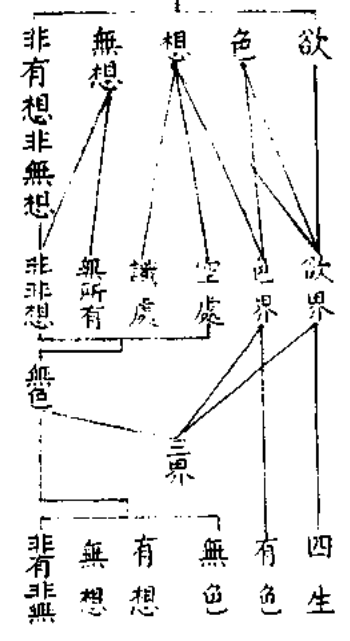 欲
色
想
無想
非有想非無想
欲界
色界
空處
識處
無所有
非非想
無色
三界
四生
有色
無色
有想
無想
非有非無